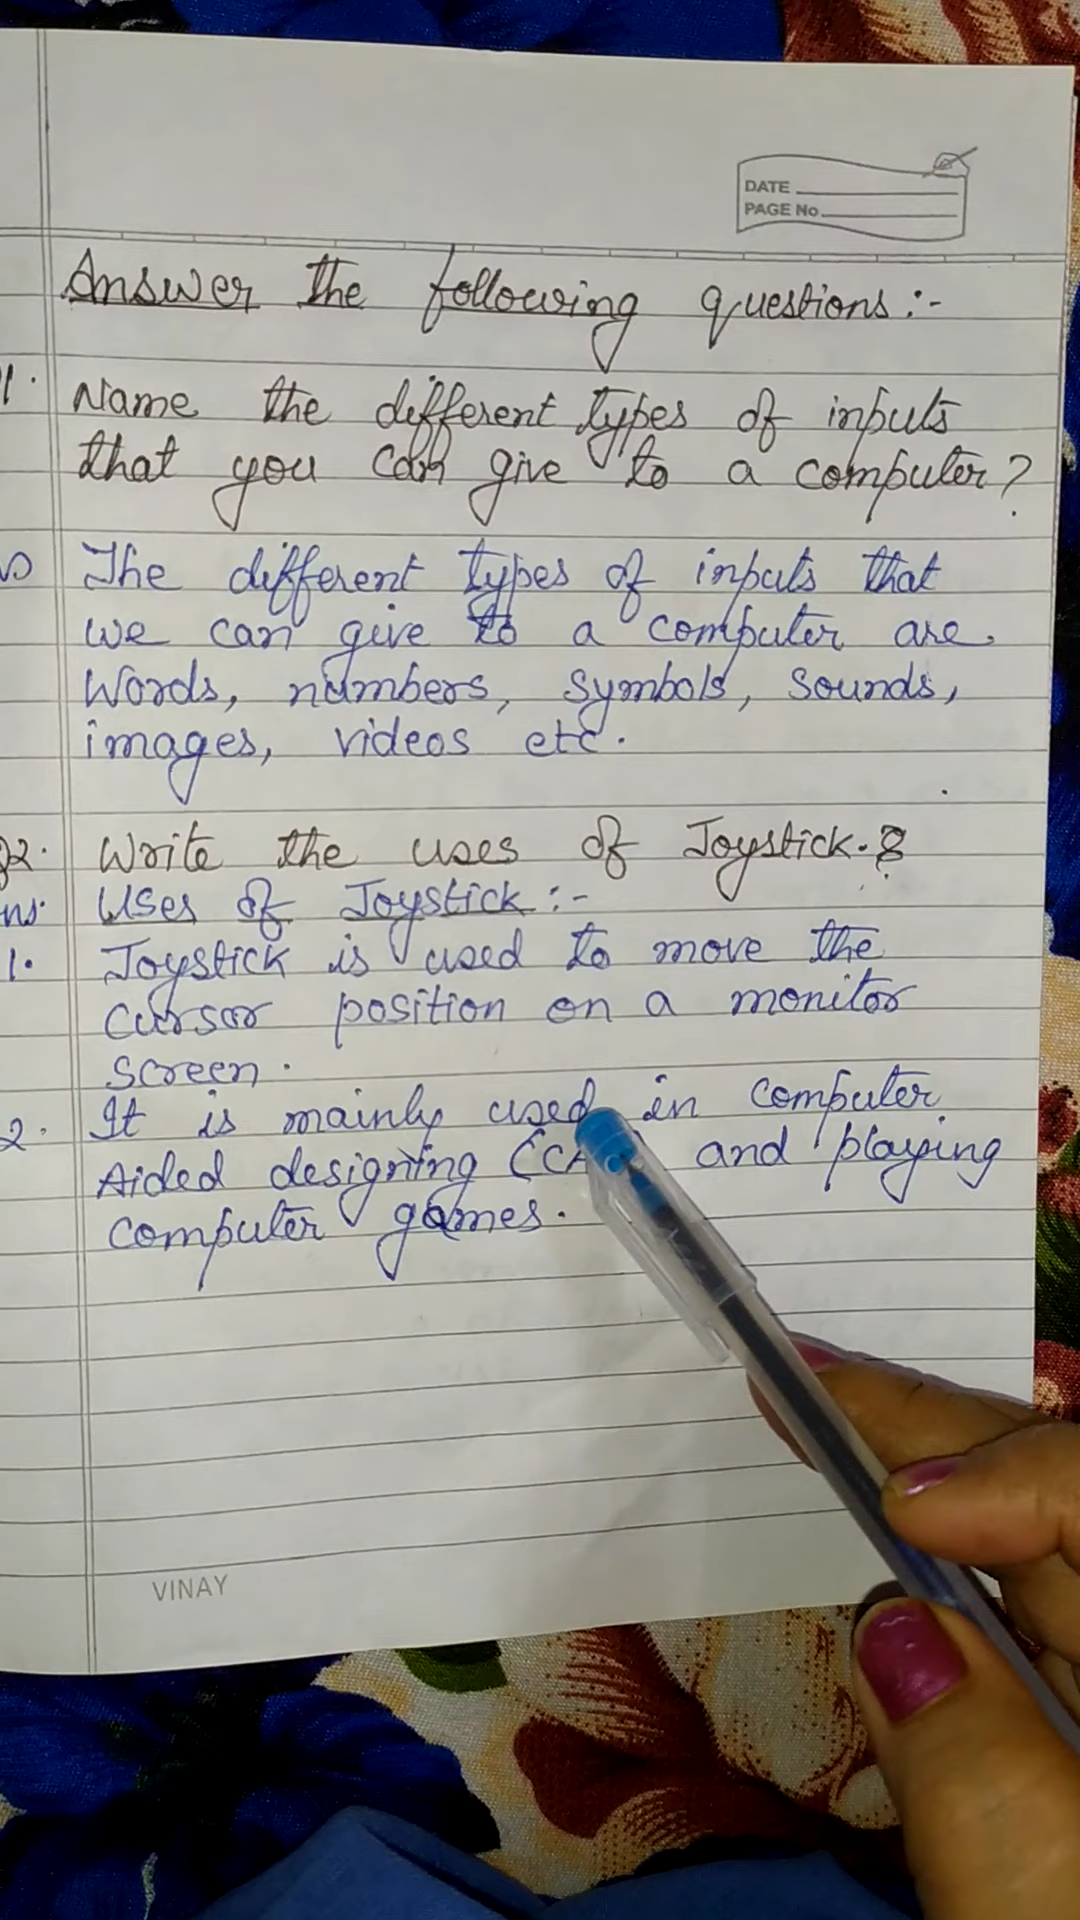 DATE
PAGE No
Answer the following questions:-
1. Name the different types of inputs
that you can give to a computer?
The different types of inputs that
we can give to a computer are
Words, numbers, symbols, sounds,
images, videos etc.
2. Write the uses of Joystick.?
Uses of Joystick:-
1. Joystick is used to move the
cursor position on a monitor
screen.
2. It is mainly used in computer
Aided designing (CA and playing
computer games.
VINAY